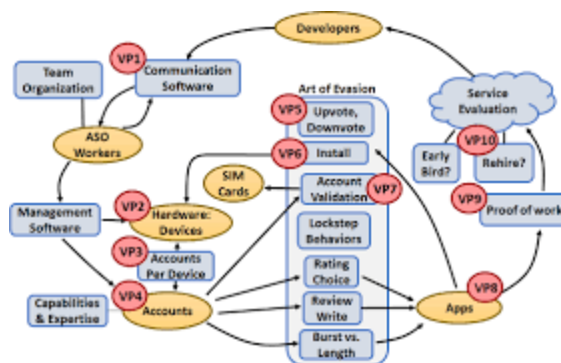 Developers
VP1
Team
Organization
Communication
Software
Art of Evasion
Service
Evaluation
VP5
Upvote,
Downvote
ASO
Workers
VP6
Install
VP10
Early
Bird?
Rehire?
SIM
Cards
Account
Validation
VP7
VP9
Proof of work
Management
Software
VP2
Hardware:
Devices
Lockstep
Behaviors
VP3
Accounts
Per Device
Rating
Choice
VP4
VP8
Capabilities
& Expertise
Accounts
Review
Write
Apps
Burst vs.
Length